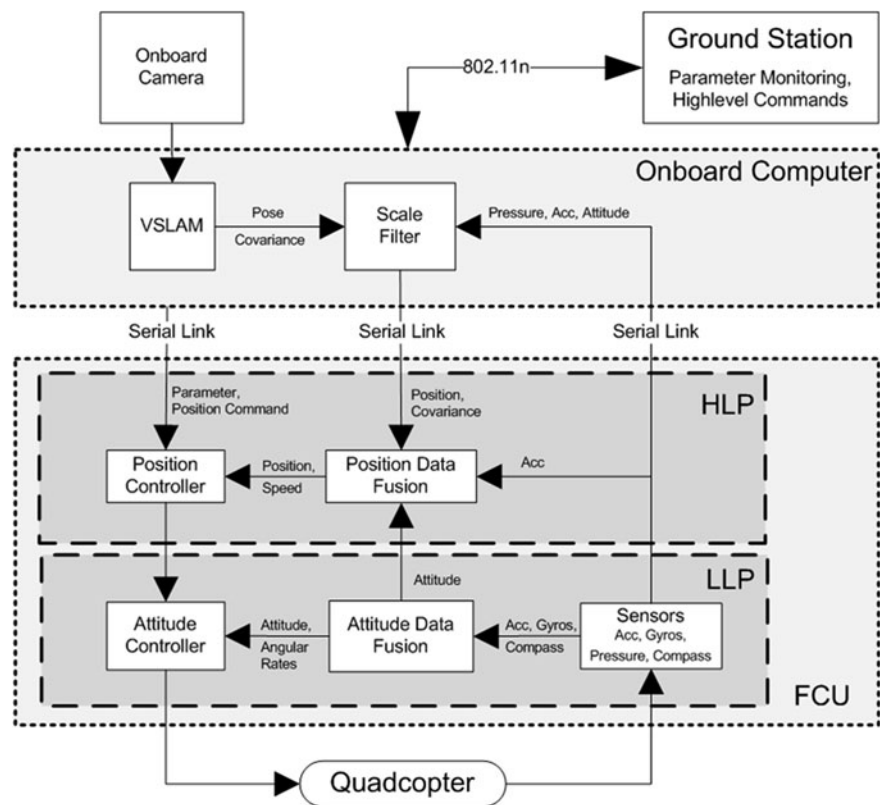 Onboard
Camera
802.11n
Ground Station
Parameter Monitoring,
Highlevel Commands
Onboard Computer
VSLAM
Pose
Covariance
Scale
Filter
Pressure, Acc, Attitude
Serial Link
Serial Link
Serial Link
HLP
Parameter,
Position Command
Position,
Covariance
Position
Controller
Position,
Speed
Position Data
Fusion
Acc
LLP
Attitude
Attitude
Controller
Attitude,
Angular
Rates
Attitude Data
Fusion
Acc, Gyros,
Compass
Sensors
Acc, Gyros,
Pressure, Compass
FCU
Quadcopter